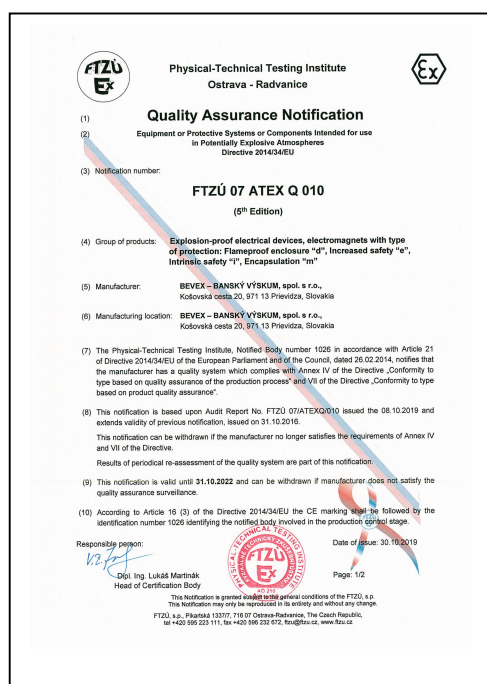 FTZÚ
Ex
Physical-Technical Testing Institute
Ostrava - Radvanice
Ex
(1) Quality Assurance Notification
(2) Equipment or Protective Systems or Components Intended for use
in Potentially Explosive Atmospheres
Directive 2014/34/EU
(3) Notification number:
FTZÚ 07 ATEX Q 010
(5th Edition)
(4) Group of products: Explosion-proof electrical devices, electromagnets with type
of protection: Flameproof enclosure “d”, Increased safety “e”,
Intrinsic safety “i”, Encapsulation “m”
(5) Manufacturer: BEVEX – BANSKÝ VÝSKUM, spol. s r.o.,
Košovská cesta 20, 971 13 Prievidza, Slovakia
(6) Manufacturing location: BEVEX – BANSKÝ VÝSKUM, spol. s r.o.,
Košovská cesta 20, 971 13 Prievidza, Slovakia
(7) The Physical-Technical Testing Institute, Notified Body number 1026 in accordance with Article 21
of Directive 2014/34/EU of the European Parliament and of the Council, dated 26.02.2014, notifies that
the manufacturer has a quality system which complies with Annex IV of the Directive „Conformity to
type based on quality assurance of the production process“ and VII of the Directive „Conformity to type
based on product quality assurance“.
(8) This notification is based upon Audit Report No. FTZÚ 07/ATEXQ/010 issued the 08.10.2019 and
extends validity of previous notification, issued on 31.10.2016.
This notification can be withdrawn if the manufacturer no longer satisfies the requirements of Annex IV
and VII of the Directive.
Results of periodical re-assessment of the quality system are part of this notification.
(9) This notification is valid until 31.10.2022 and can be withdrawn if manufacturer does not satisfy the
quality assurance surveillance.
(10) According to Article 16 (3) of the Directive 2014/34/EU the CE marking shall be followed by the
identification number 1026 identifying the notified body involved in the production control stage.
Responsible person:
Date of issue: 30.10.2019
FTZÚ
Ex
AO 210
Dipl. Ing. Lukáš Martinák
Head of Certification Body
Page: 1/2
This Notification is granted subject to the general conditions of the FTZÚ, s.p.
This Notification may only be reproduced in its entirety and without any change.
FTZÚ, s.p., Pikartská 1337/7, 716 07 Ostrava-Radvanice, The Czech Republic,
tel +420 595 223 111, fax +420 596 232 672, ftzu@ftzu.cz, www.ftzu.cz